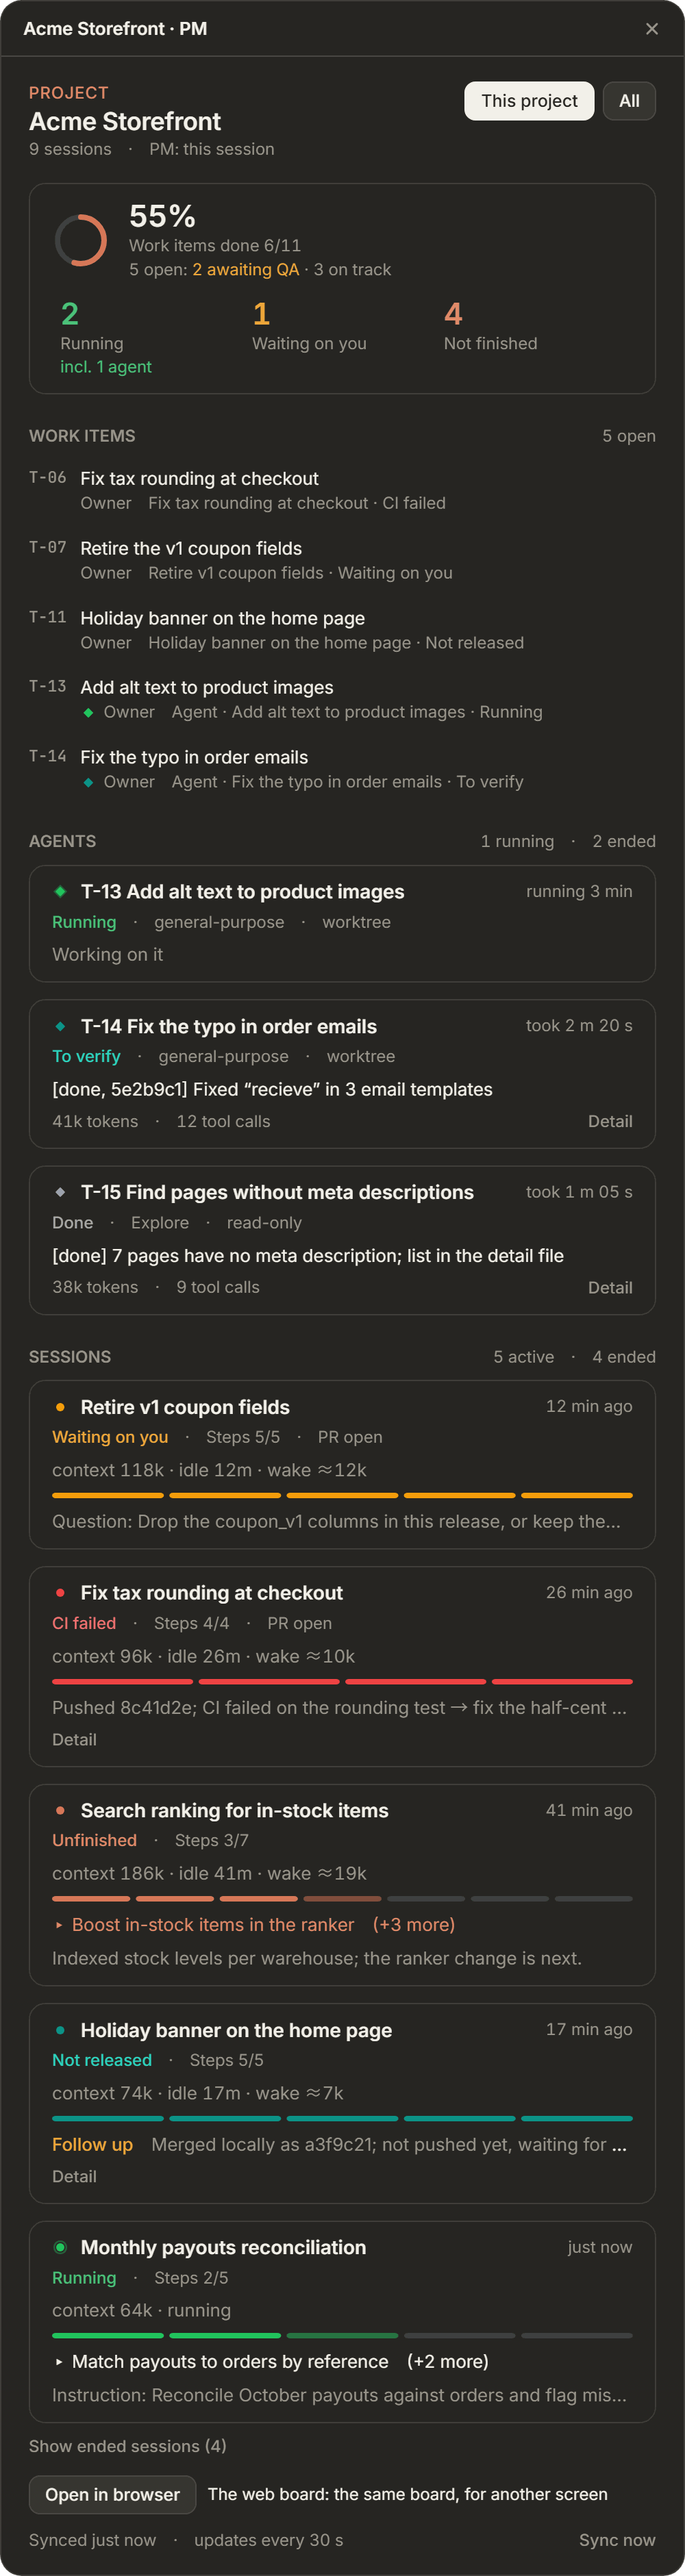 Acme Storefront · PM
PROJECT
Acme Storefront
9 sessions · PM: this session
This project
All
55%
Work items done 6/11
5 open: 2 awaiting QA · 3 on track
2
Running
incl. 1 agent
1
Waiting on you
4
Not finished
WORK ITEMS
5 open
T-06 Fix tax rounding at checkout
Owner Fix tax rounding at checkout · CI failed
T-07 Retire the v1 coupon fields
Owner Retire v1 coupon fields · Waiting on you
T-11 Holiday banner on the home page
Owner Holiday banner on the home page · Not released
T-13 Add alt text to product images
Owner Agent · Add alt text to product images · Running
T-14 Fix the typo in order emails
Owner Agent · Fix the typo in order emails · To verify
AGENTS
1 running · 2 ended
T-13 Add alt text to product images
running 3 min
Running · general-purpose · worktree
Working on it
T-14 Fix the typo in order emails
took 2 m 20 s
To verify · general-purpose · worktree
[done, 5e2b9c1] Fixed “recieve” in 3 email templates
41k tokens · 12 tool calls
Detail
T-15 Find pages without meta descriptions
took 1 m 05 s
Done · Explore · read-only
[done] 7 pages have no meta description; list in the detail file
38k tokens · 9 tool calls
Detail
SESSIONS
5 active · 4 ended
Retire v1 coupon fields
12 min ago
Waiting on you · Steps 5/5 · PR open
context 118k · idle 12m · wake ≈12k
Question: Drop the coupon_v1 columns in this release, or keep the...
Fix tax rounding at checkout
26 min ago
CI failed · Steps 4/4 · PR open
context 96k · idle 26m · wake ≈10k
Pushed 8c41d2e; CI failed on the rounding test → fix the half-cent ...
Detail
Search ranking for in-stock items
41 min ago
Unfinished · Steps 3/7
context 186k · idle 41m · wake ≈19k
▸ Boost in-stock items in the ranker (+3 more)
Indexed stock levels per warehouse; the ranker change is next.
Holiday banner on the home page
17 min ago
Not released · Steps 5/5
context 74k · idle 17m · wake ≈7k
Follow up Merged locally as a3f9c21; not pushed yet, waiting for ...
Detail
Monthly payouts reconciliation
just now
Running · Steps 2/5
context 64k · running
▸ Match payouts to orders by reference (+2 more)
Instruction: Reconcile October payouts against orders and flag mis...
Show ended sessions (4)
Open in browser
The web board: the same board, for another screen
Synced just now · updates every 30 s
Sync now